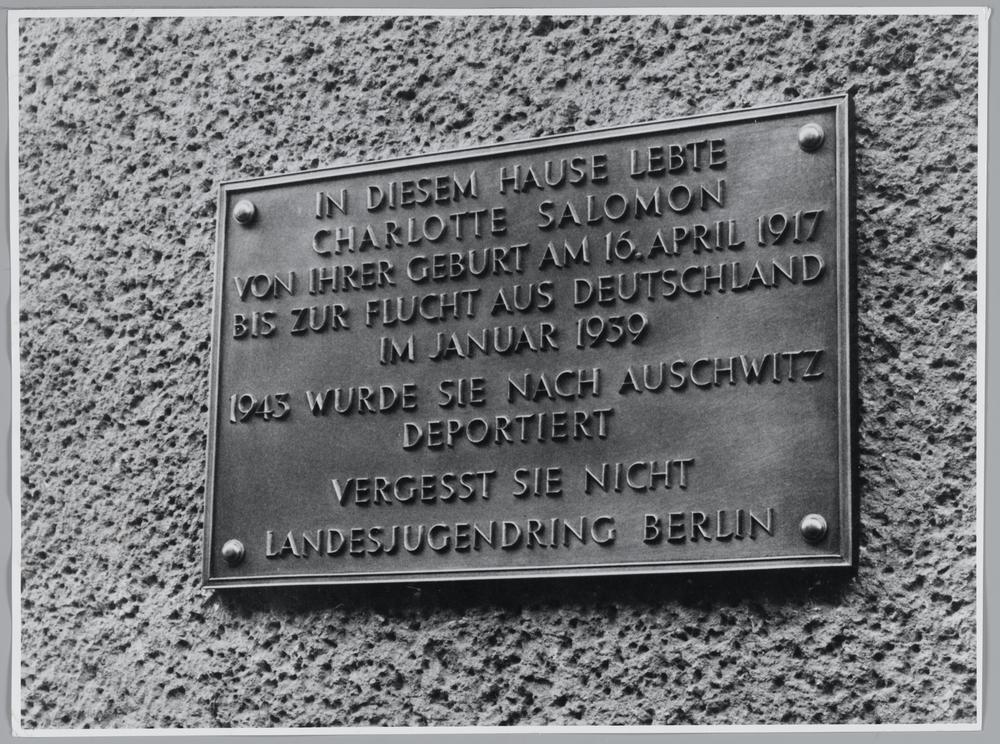 IN DIESEM HAUSE LEBTE
CHARLOTTE SALOMON
VON IHRER GEBURT AM 16. APRIL 1917
BIS ZUR FLUCHT AUS DEUTSCHLAND
IM JANUAR 1939
1943 WURDE SIE NACH AUSCHWITZ
DEPORTIERT
VERGESST SIE NICHT
LANDESJUGENDRING BERLIN